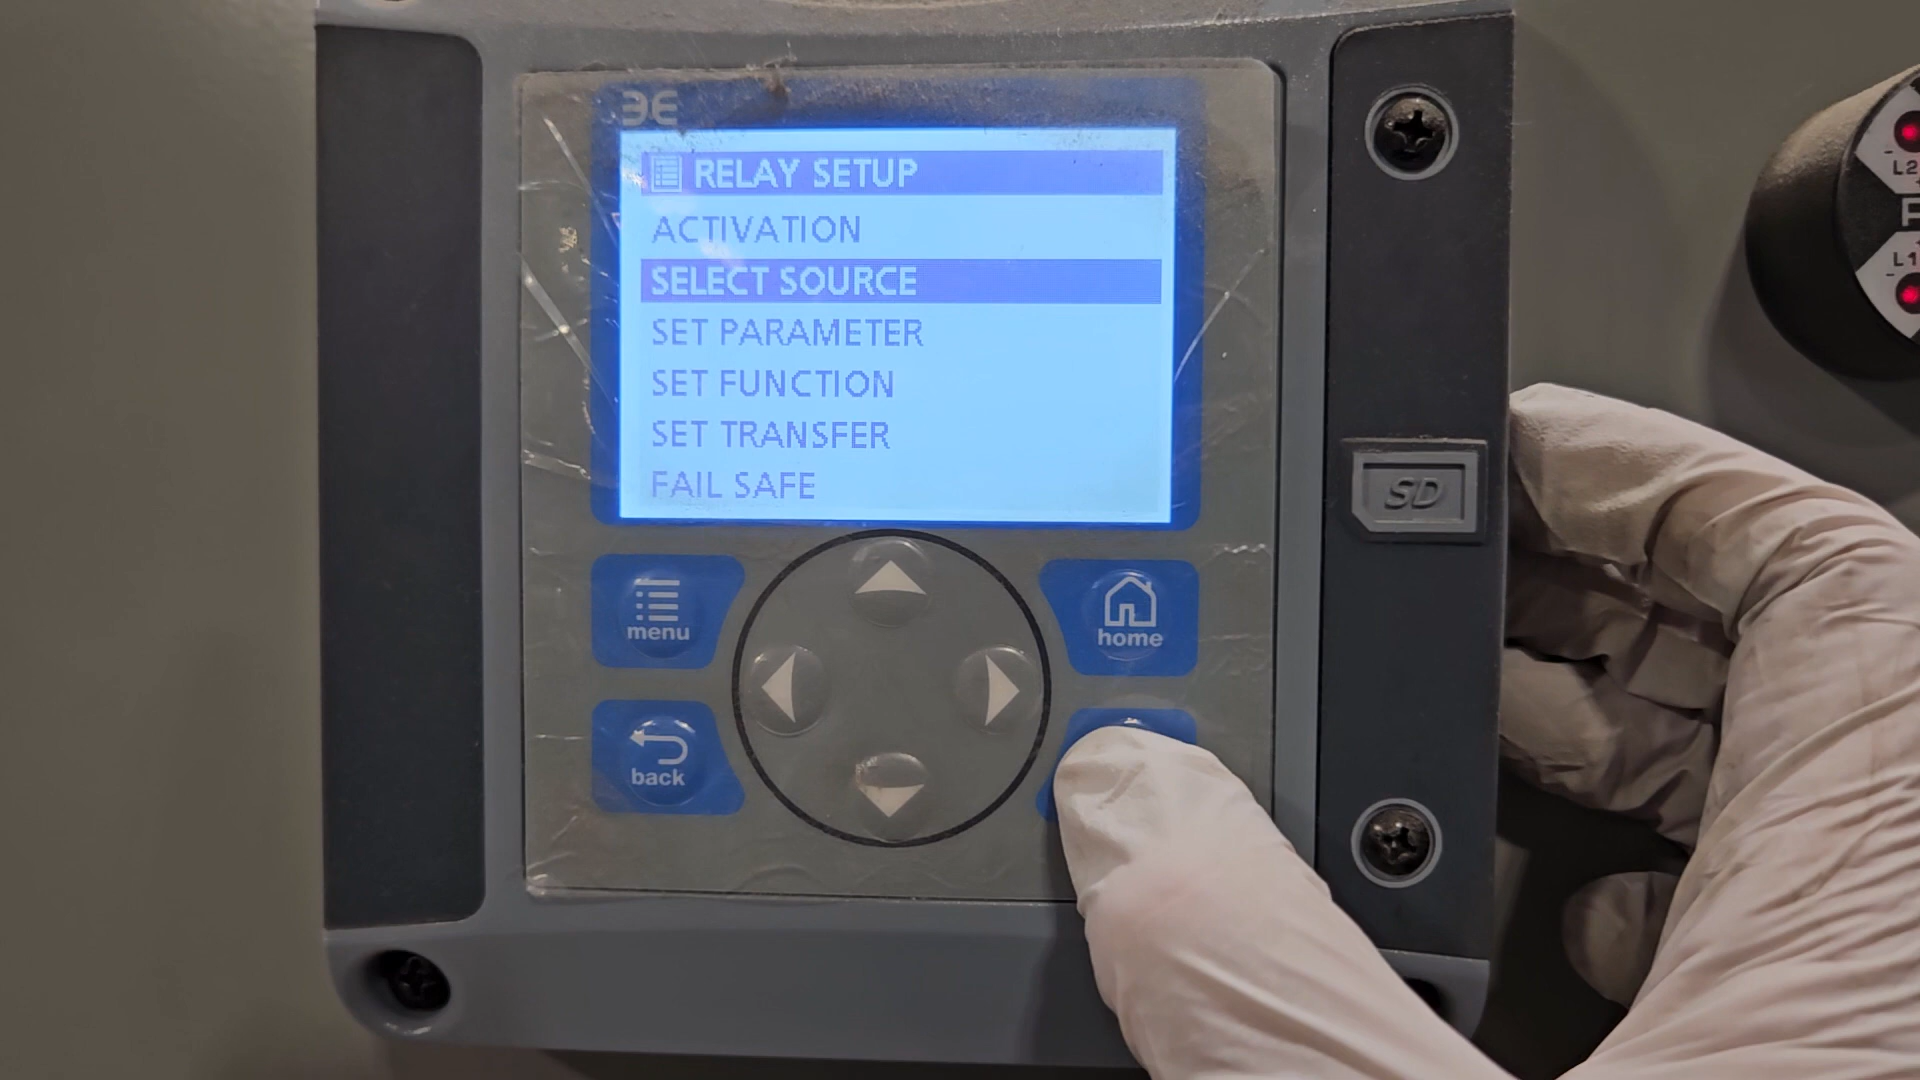 RELAY SETUP
ACTIVATION
SELECT SOURCE
SET PARAMETER
SET FUNCTION
SET TRANSFER
FAIL SAFE
menu
home
back
SD
L2
L1